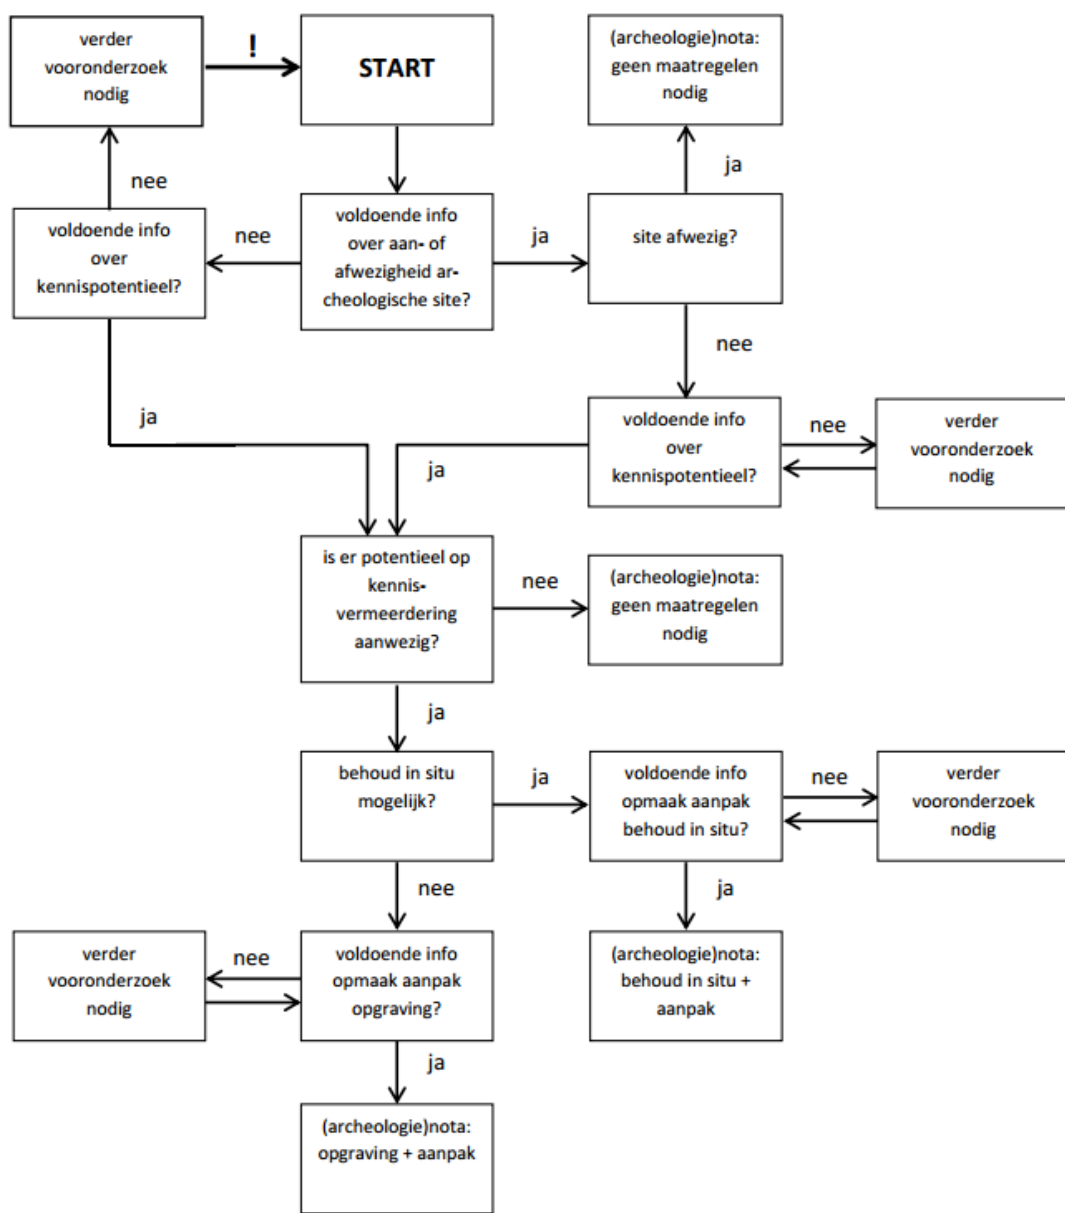 verder
vooronderzoek
nodig
!
START
(archeologie)nota:
geen maatregelen
nodig
nee
ja
voldoende info
over
kennispotentieel?
nee
voldoende info
over aan- of
afwezigheid ar-
cheologische site?
ja
site afwezig?
nee
ja
voldoende info
over
kennispotentieel?
nee
verder
vooronderzoek
nodig
ja
is er potentieel op
kennis-
vermeerdering
aanwezig?
nee
(archeologie)nota:
geen maatregelen
nodig
ja
behoud in situ
mogelijk?
ja
voldoende info
opmaak aanpak
behoud in situ?
nee
verder
vooronderzoek
nodig
nee
ja
verder
vooronderzoek
nodig
nee
voldoende info
opmaak aanpak
opgraving?
(archeologie)nota:
behoud in situ +
aanpak
ja
(archeologie)nota:
opgraving + aanpak